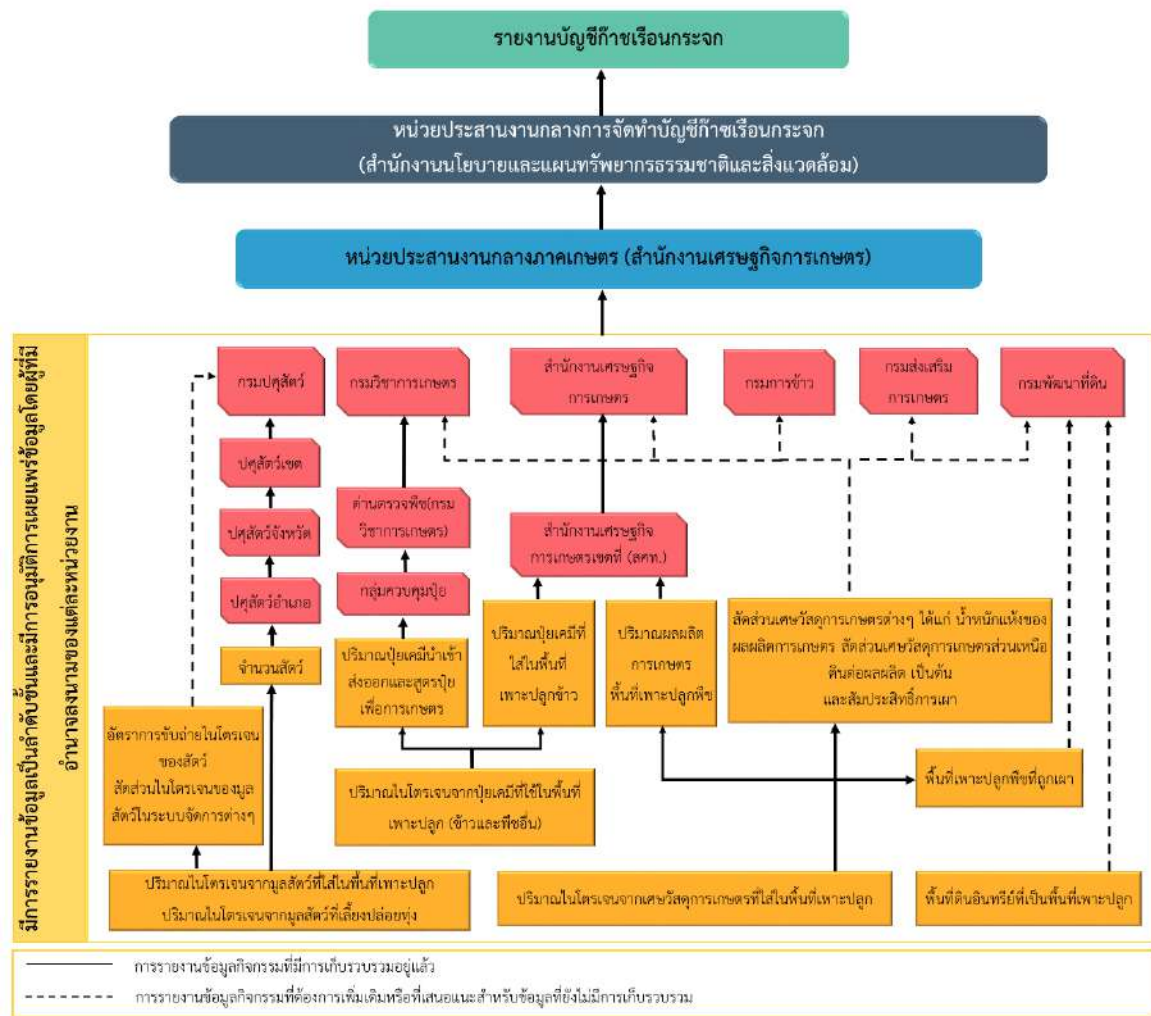 รายงานบัญชีก๊าซเรือนกระจก
หน่วยประสานงานกลางการจัดทำบัญชีก๊าซเรือนกระจก
(สำนักงานนโยบายและแผนทรัพยากรธรรมชาติและสิ่งแวดล้อม)
หน่วยประสานงานกลางภาคเกษตร (สำนักงานเศรษฐกิจการเกษตร)
มีการรายงานข้อมูลเป็นลำดับขั้นและมีการอนุมัติการเผยแพร่ข้อมูลโดยผู้ที่มี
อำนาจลงนามของแต่ละหน่วยงาน
กรมปศุสัตว์
กรมวิชาการเกษตร
สำนักงานเศรษฐกิจ
การเกษตร
กรมการข้าว
กรมส่งเสริม
การเกษตร
กรมพัฒนาที่ดิน
ปศุสัตว์เขต
ปศุสัตว์จังหวัด
ปศุสัตว์อำเภอ
ด่านตรวจพืช(กรม
วิชาการเกษตร)
กลุ่มควบคุมปุ๋ย
สำนักงานเศรษฐกิจ
การเกษตรเขตที่ (สศท.)
จำนวนสัตว์
ปริมาณปุ๋ยเคมีนำเข้า
ส่งออกและสูตรปุ๋ย
เพื่อการเกษตร
ปริมาณปุ๋ยเคมีที่
ใส่ในพื้นที่
เพาะปลูกข้าว
ปริมาณผลผลิต
การเกษตร
พื้นที่เพาะปลูกพืช
สัดส่วนเศษวัสดุการเกษตรต่างๆ ได้แก่ น้ำหนักแห้งของ
ผลผลิตการเกษตร สัดส่วนเศษวัสดุการเกษตรส่วนเหนือ
ดินต่อผลผลิต เป็นต้น
และสัมประสิทธิ์การเผา
อัตราการขับถ่ายไนโตรเจน
ของสัตว์
สัดส่วนไนโตรเจนของมูล
สัตว์ในระบบจัดการต่างๆ
ปริมาณไนโตรเจนจากปุ๋ยเคมีที่ใช้ในพื้นที่
เพาะปลูก (ข้าวและพืชอื่น)
พื้นที่เพาะปลูกพืชที่ถูกเผา
ปริมาณไนโตรเจนจากมูลสัตว์ที่ใส่ในพื้นที่เพาะปลูก
ปริมาณไนโตรเจนจากมูลสัตว์ที่เลี้ยงปล่อยทุ่ง
ปริมาณไนโตรเจนจากเศษวัสดุการเกษตรที่ใส่ในพื้นที่เพาะปลูก
พื้นที่ดินอินทรีย์ที่เป็นพื้นที่เพาะปลูก
การรายงานข้อมูลกิจกรรมที่มีการเก็บรวบรวมอยู่แล้ว
การรายงานข้อมูลกิจกรรมที่ต้องการเพิ่มเติมหรือที่เสนอแนะสำหรับข้อมูลที่ยังไม่มีการเก็บรวบรวม